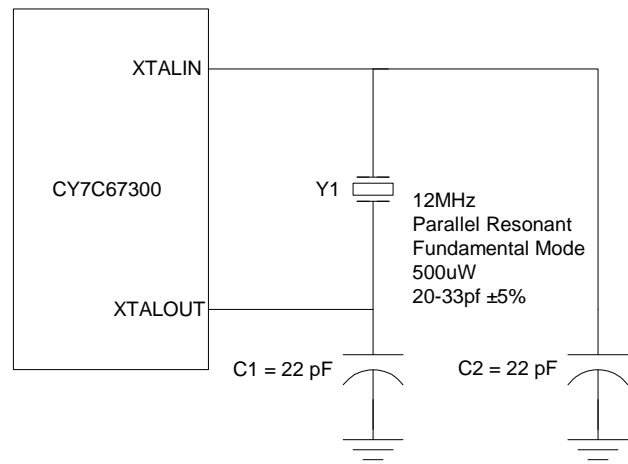 XTALIN
CY7C67300
Y1
12MHz
Parallel Resonant
Fundamental Mode
500uW
20-33pf ±5%
XTALOUT
C1 = 22 pF
C2 = 22 pF